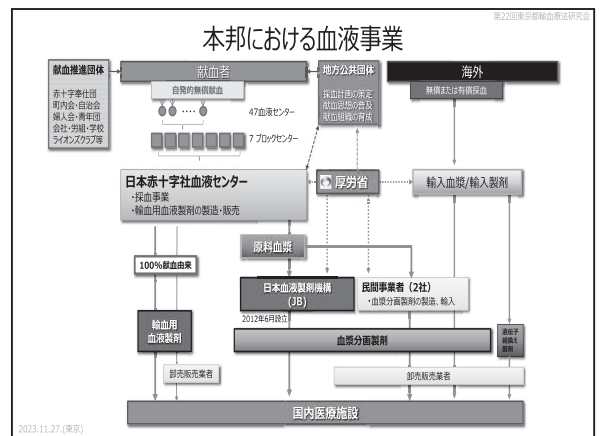 第22回東京都輸血療法研究会
本邦における血液事業
献血推進団体
赤十字奉仕団
町内会・自治会
婦人会・青年団
会社・労組・学校
ライオンズクラブ等
献血者
自発的無償献血
47血液センター
7 ブロックセンター
地方公共団体
採血計画の策定
献血思想の普及
献血組織の育成
海外
無償または有償採血
日本赤十字社血液センター
・採血事業
・輸血用血液製剤の製造・販売
厚労省
輸入血漿/輸入製剤
原料血漿
100%献血由来
日本血液製剤機構
(JB)
2012年6月設立
民間事業者（2社）
・血漿分画製剤の製造、輸入
輸血用
血液製剤
血漿分画製剤
遺伝子
組換え
製剤
卸売販売業者
卸売販売業者
国内医療施設
2023.11.27.(東京)